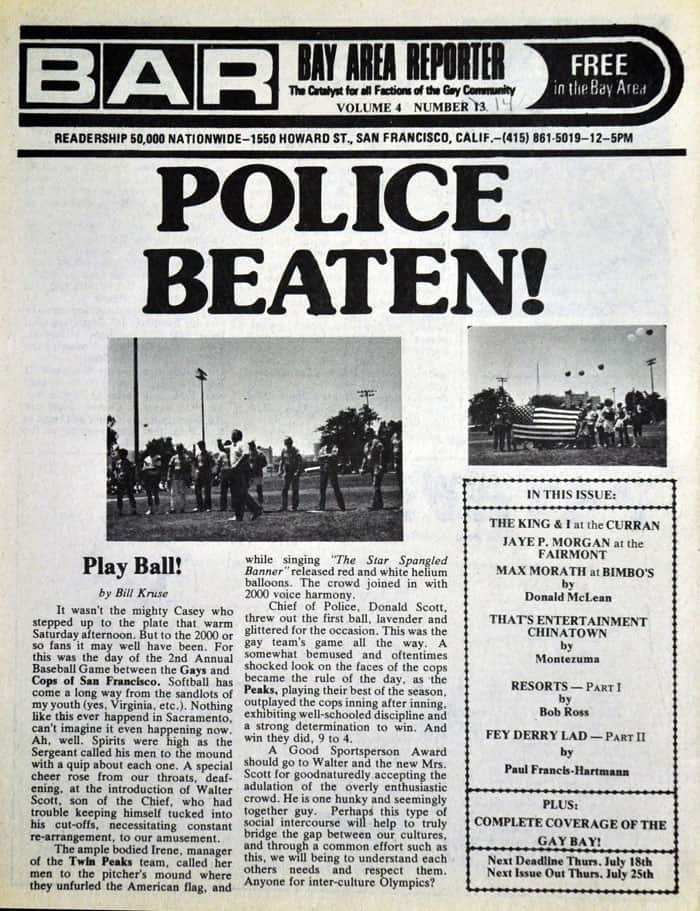 BAR
BAY AREA REPORTER
The Catalyst for all Factions of the Gay Community
VOLUME 4 NUMBER 13 14
FREE
in the Bay Area
READERSHIP 50,000 NATIONWIDE–1550 HOWARD ST., SAN FRANCISCO, CALIF.–(415) 861-5019–12–5PM
POLICE
BEATEN!
Play Ball!
by Bill Kruse
It wasn't the mighty Casey who
stepped up to the plate that warm
Saturday afternoon. But to the 2000 or
so fans it may well have been. For
this was the day of the 2nd Annual
Baseball Game between the Gays and
Cops of San Francisco. Softball has
come a long way from the sandlots of
my youth (yes, Virginia, etc.). Nothing
like this ever happend in Sacramento,
can't imagine it even happening now.
Ah, well. Spirits were high as the
Sergeant called his men to the mound
with a quip about each one. A special
cheer rose from our throats, deaf-
ening, at the introduction of Walter
Scott, son of the Chief, who had
trouble keeping himself tucked into
his cut-offs, necessitating constant
re-arrangement, to our amusement.
The ample bodied Irene, manager
of the Twin Peaks team, called her
men to the pitcher's mound where
they unfurled the American flag, and
while singing "The Star Spangled
Banner" released red and white helium
balloons. The crowd joined in with
2000 voice harmony.
Chief of Police, Donald Scott,
threw out the first ball, lavender and
glittered for the occasion. This was the
gay team's game all the way. A
somewhat bemused and oftentimes
shocked look on the faces of the cops
became the rule of the day, as the
Peaks, playing their best of the season,
outplayed the cops inning after inning,
exhibiting well-schooled discipline and
a strong determination to win. And
win they did, 9 to 4.
A Good Sportsperson Award
should go to Walter and the new Mrs.
Scott for goodnaturedly accepting the
adulation of the overly enthusiastic
crowd. He is one hunky and seemingly
together guy. Perhaps this type of
social intercourse will help to truly
bridge the gap between our cultures,
and through a common effort such as
this, we will being to understand each
others needs and respect them.
Anyone for inter-culture Olympics?
IN THIS ISSUE:
THE KING & I at the CURRAN
JAYE P. MORGAN at the
FAIRMONT
MAX MORATH at BIMBO'S
by
Donald McLean
THAT'S ENTERTAINMENT
CHINATOWN
by
Montezuma
RESORTS — PART I
by
Bob Ross
FEY DERRY LAD — PART II
by
Paul Francis-Hartmann
PLUS:
COMPLETE COVERAGE OF THE
GAY BAY!
Next Deadline Thurs. July 18th
Next Issue Out Thurs. July 25th